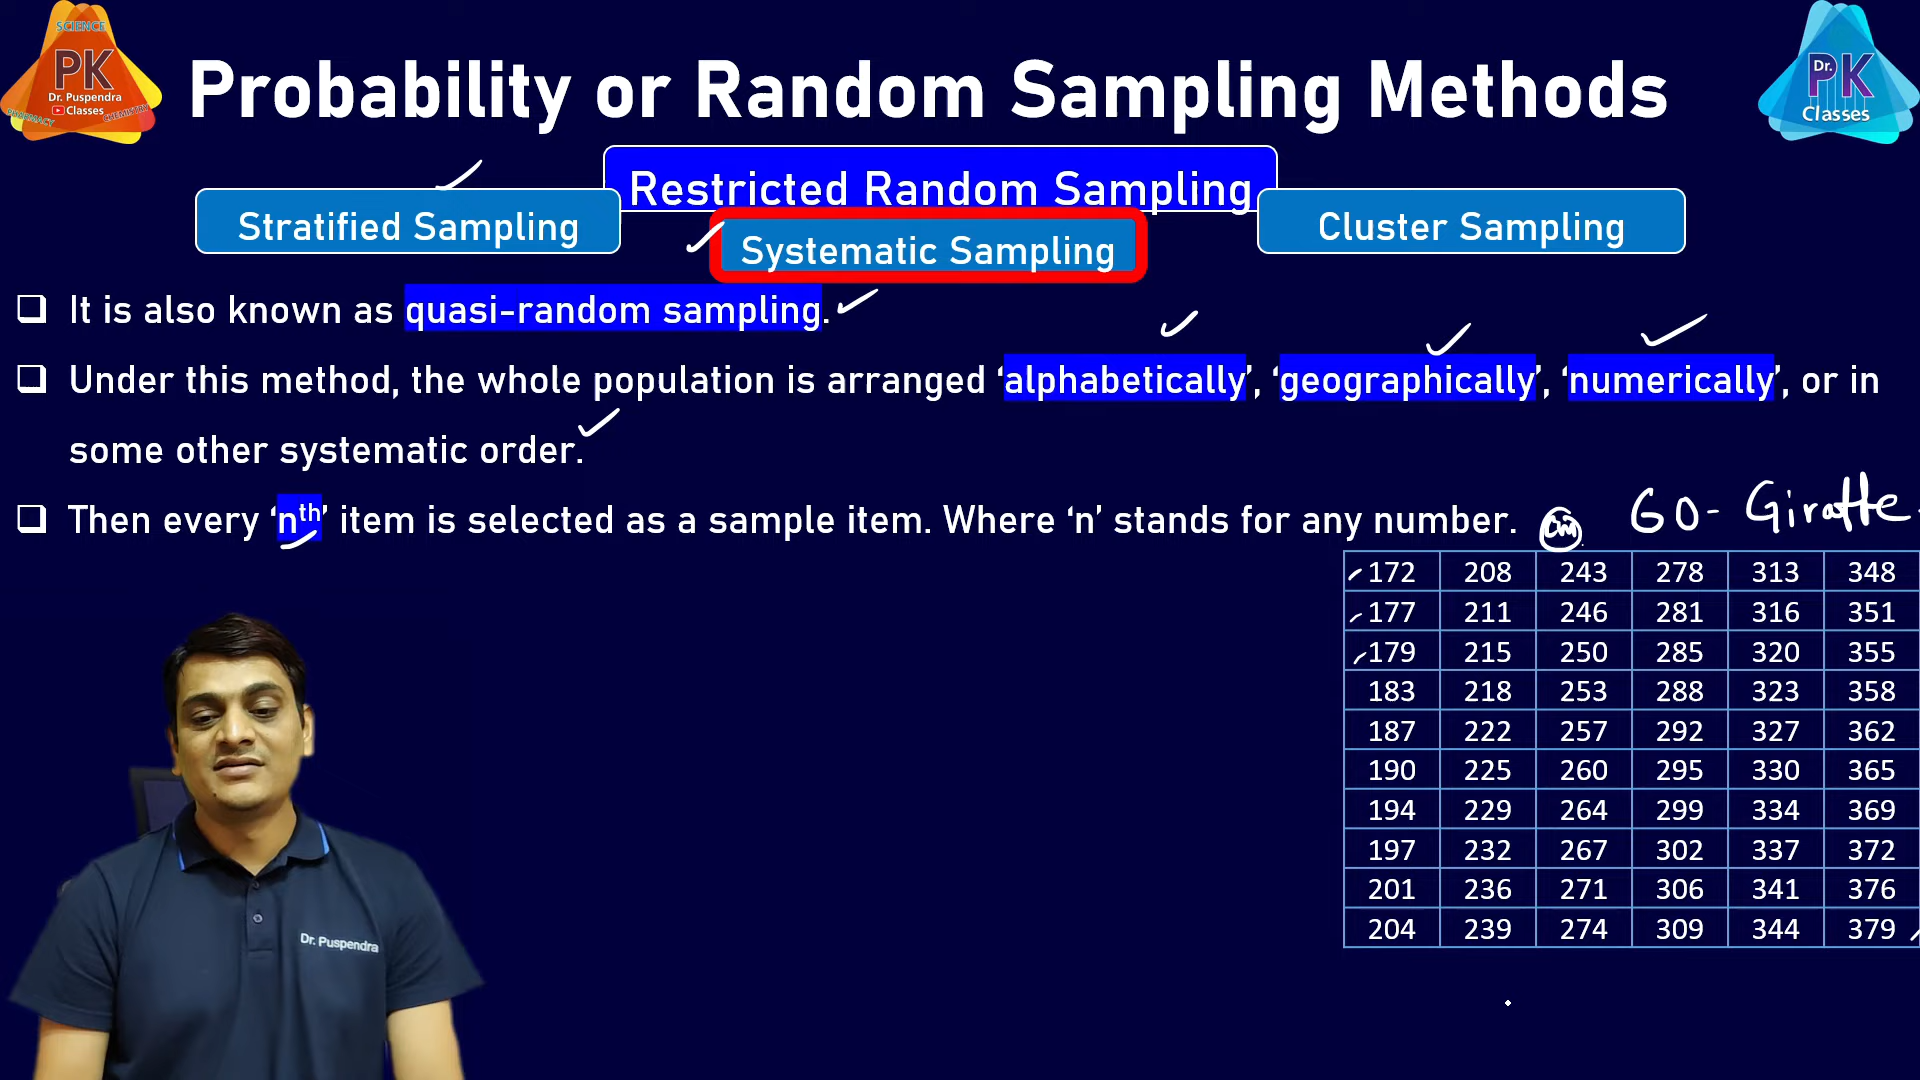 SCIENCE
PK
Dr. Puspendra
Classes
PHARMACY
CHEMISTRY
Probability or Random Sampling Methods
Dr.
PK
Classes
Restricted Random Sampling
Stratified Sampling
Systematic Sampling
Cluster Sampling
It is also known as quasi-random sampling.
Under this method, the whole population is arranged ‘alphabetically’, ‘geographically’, ‘numerically’, or in
some other systematic order.
Then every ‘nth’ item is selected as a sample item. Where ‘n’ stands for any number.
cm
60- Giraffe
172 208 243 278 313 348
177 211 246 281 316 351
179 215 250 285 320 355
183 218 253 288 323 358
187 222 257 292 327 362
190 225 260 295 330 365
194 229 264 299 334 369
197 232 267 302 337 372
201 236 271 306 341 376
204 239 274 309 344 379
Dr. Puspendra